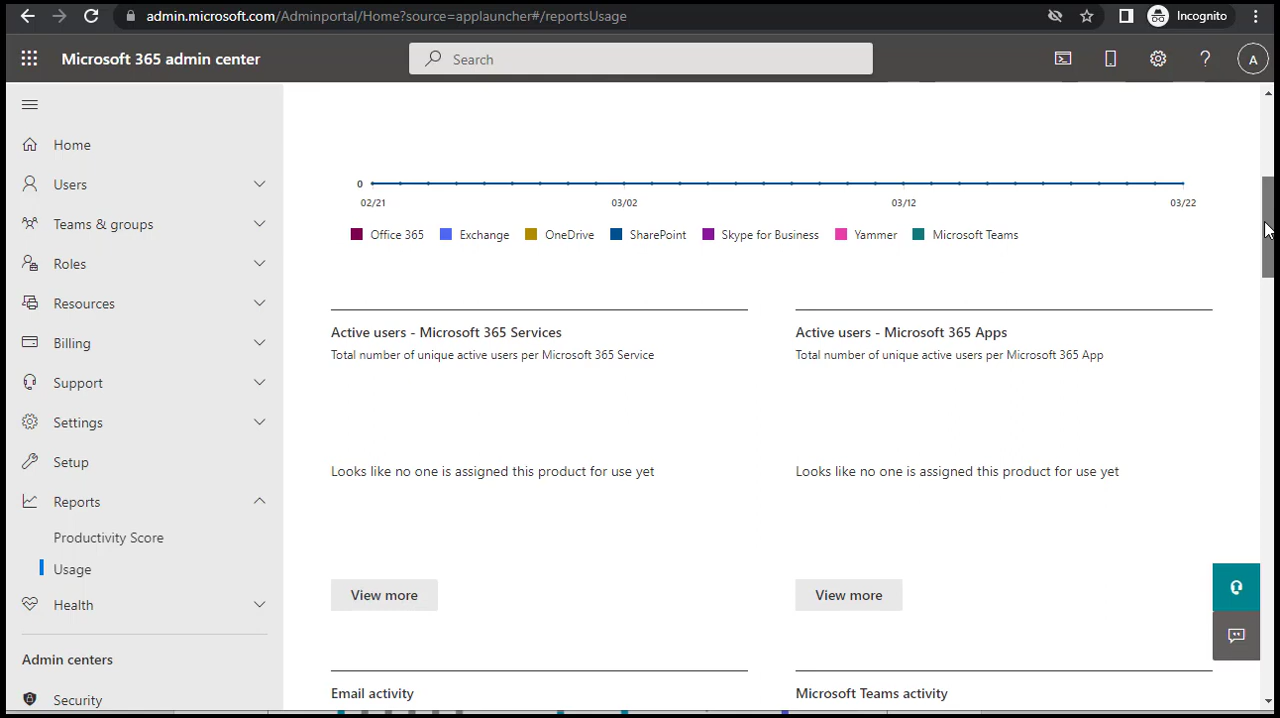 admin.microsoft.com/Adminportal/Home?source=applauncher#/reportsUsage
Incognito
Microsoft 365 admin center
Search
A
Home
Users
Teams & groups
Roles
Resources
Billing
Support
Settings
Setup
Reports
Productivity Score
Usage
Health
Admin centers
Security
0
02/21 03/02 03/12 03/22
Office 365 Exchange OneDrive SharePoint Skype for Business Yammer Microsoft Teams
Active users - Microsoft 365 Services
Total number of unique active users per Microsoft 365 Service
Looks like no one is assigned this product for use yet
View more
Active users - Microsoft 365 Apps
Total number of unique active users per Microsoft 365 App
Looks like no one is assigned this product for use yet
View more
Email activity
Microsoft Teams activity